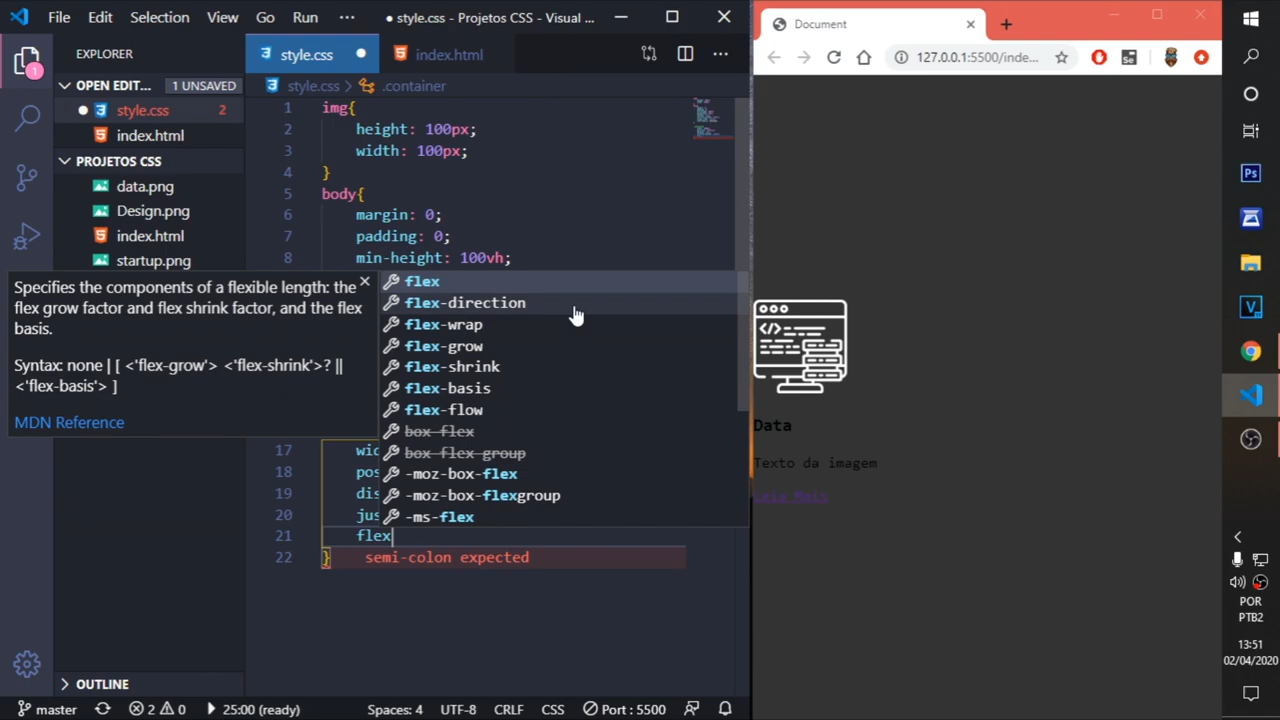 File Edit Selection View Go Run ··· ● style.css - Projetos CSS - Visual ...
EXPLORER
OPEN EDIT... 1 UNSAVED
style.css 2
index.html
PROJETOS CSS
data.png
Design.png
index.html
startup.png
OUTLINE
style.css ●
index.html
style.css > .container
1 img{
2 height: 100px;
3 width: 100px;
4 }
5 body{
6 margin: 0;
7 padding: 0;
8 min-height: 100vh;
Specifies the components of a flexible length: the
flex grow factor and flex shrink factor, and the flex
basis.
Syntax: none | [ <'flex-grow'> <'flex-shrink'>? ||
<'flex-basis'> ]
MDN Reference
flex
flex-direction
flex-wrap
flex-grow
flex-shrink
flex-basis
flex-flow
box-flex
box-flex-group
-moz-box-flex
-moz-box-flexgroup
-ms-flex
17 wid
18 pos
19 dis
20 jus
21 flex
22 } semi-colon expected
master 2 0 25:00 (ready) Spaces: 4 UTF-8 CRLF CSS Port : 5500
Document
127.0.0.1:5500/inde...
Data
Texto da imagem
Leia Mais
Ps
Se
V
POR
PTB2
13:51
02/04/2020